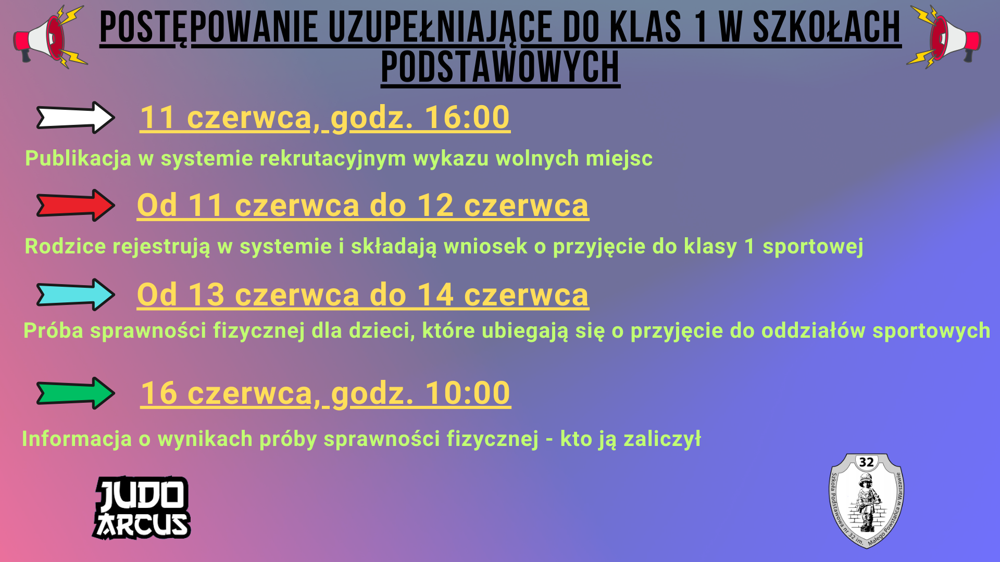 POSTĘPOWANIE UZUPEŁNIAJĄCE DO KLAS 1 W SZKOŁACH
PODSTAWOWYCH
11 czerwca, godz. 16:00
Publikacja w systemie rekrutacyjnym wykazu wolnych miejsc
Od 11 czerwca do 12 czerwca
Rodzice rejestrują w systemie i składają wniosek o przyjęcie do klasy 1 sportowej
Od 13 czerwca do 14 czerwca
Próba sprawności fizycznej dla dzieci, które ubiegają się o przyjęcie do oddziałów sportowych
16 czerwca, godz. 10:00
Informacja o wynikach próby sprawności fizycznej - kto ją zaliczył
JUDO
ARCUS
32
Szkoła Podstawowa nr 32 im. Małego Powstańca w Warszawie